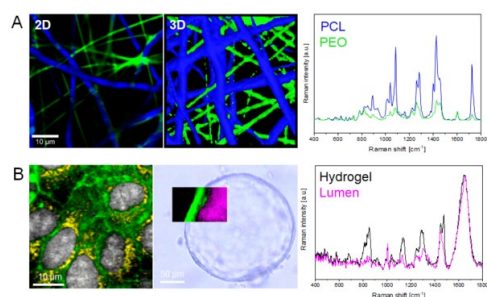 A
2D
10 µm
3D
Raman intensity [a.u.]
PCL
PEO
400 600 800 1000 1200 1400 1600 1800
Raman shift [cm⁻¹]
B
10 µm
50 µm
Raman intensity [a.u.]
Hydrogel
Lumen
400 600 800 1000 1200 1400 1600 1800
Raman shift [cm⁻¹]